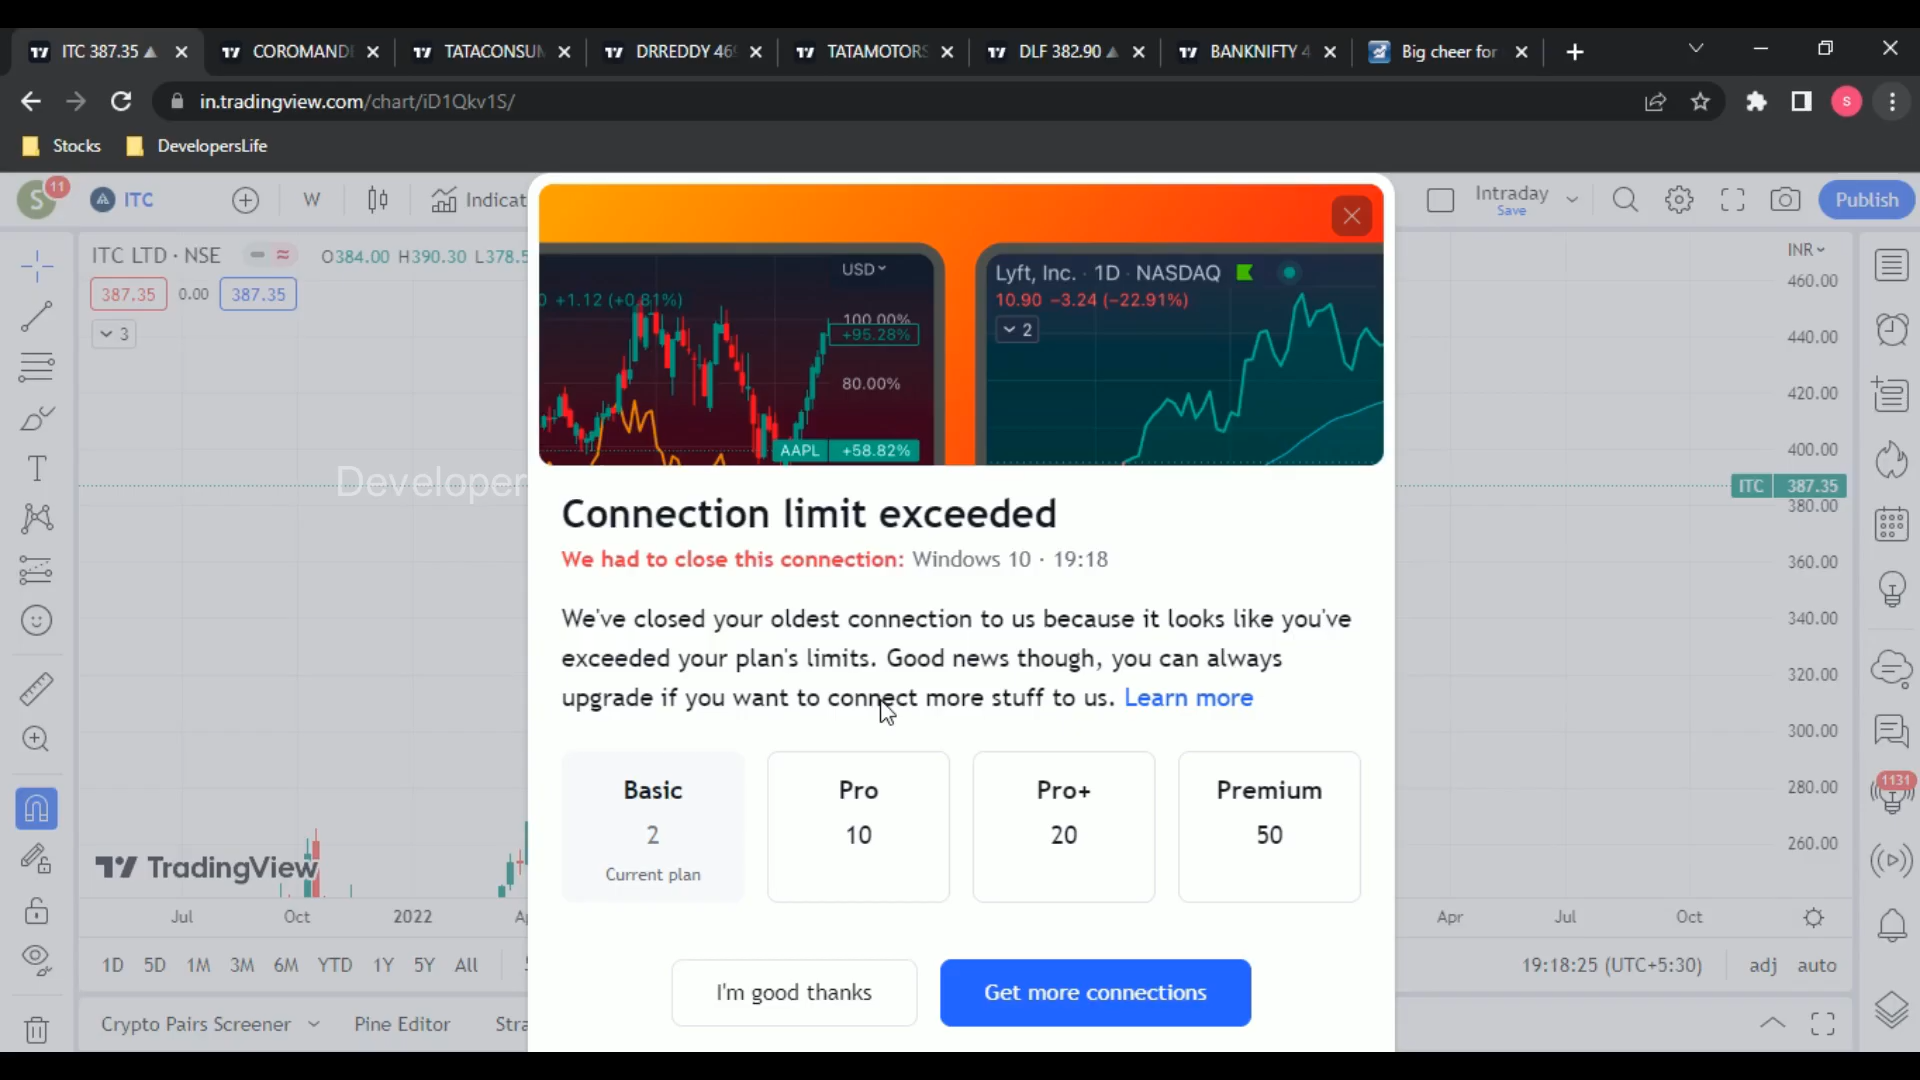 ITC 387.35
COROMAND
TATACONSUM
DRREDDY 46
TATAMOTORS
DLF 382.90
BANKNIFTY 4
Big cheer for
in.tradingview.com/chart/iD1Qkv1S/
S
Stocks
DevelopersLife
S
11
ITC
W
Indicat
Intraday
Save
Publish
ITC LTD · NSE
O384.00 H390.30 L378.5
387.35
0.00
387.35
3
INR
460.00
440.00
420.00
400.00
ITC 387.35
380.00
360.00
340.00
320.00
300.00
280.00
260.00
1131
Developer
USD
+1.12 (+0.81%)
100.00%
+95.28%
80.00%
AAPL +58.82%
Lyft, Inc. · 1D · NASDAQ
10.90 −3.24 (−22.91%)
2
Connection limit exceeded
We had to close this connection: Windows 10 · 19:18
We've closed your oldest connection to us because it looks like you've
exceeded your plan's limits. Good news though, you can always
upgrade if you want to connect more stuff to us. Learn more
Basic
2
Current plan
Pro
10
Pro+
20
Premium
50
I'm good thanks
Get more connections
TradingView
Jul
Oct
2022
Apr
Jul
Oct
1D 5D 1M 3M 6M YTD 1Y 5Y All
19:18:25 (UTC+5:30)
adj
auto
Crypto Pairs Screener
Pine Editor
Stra